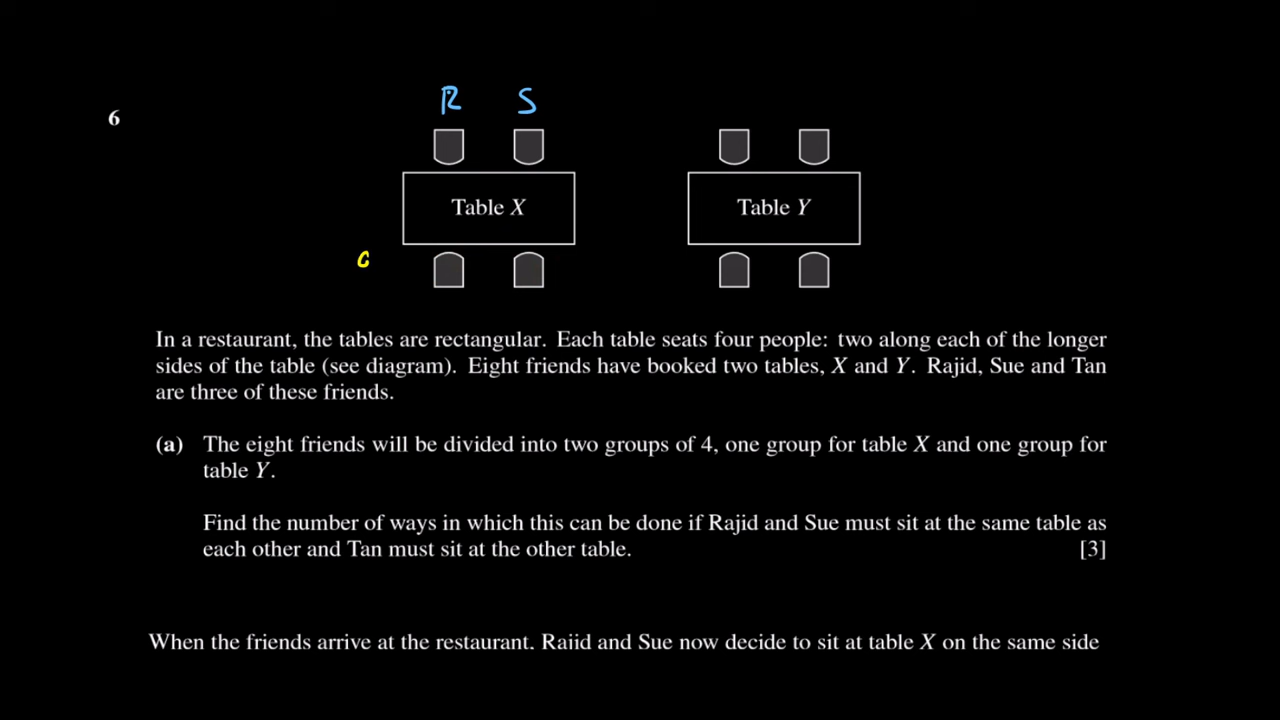 R S
6
Table X
Table Y
C
In a restaurant, the tables are rectangular. Each table seats four people: two along each of the longer
sides of the table (see diagram). Eight friends have booked two tables, X and Y. Rajid, Sue and Tan
are three of these friends.
(a) The eight friends will be divided into two groups of 4, one group for table X and one group for
table Y.
Find the number of ways in which this can be done if Rajid and Sue must sit at the same table as
each other and Tan must sit at the other table. [3]
When the friends arrive at the restaurant, Rajid and Sue now decide to sit at table X on the same side